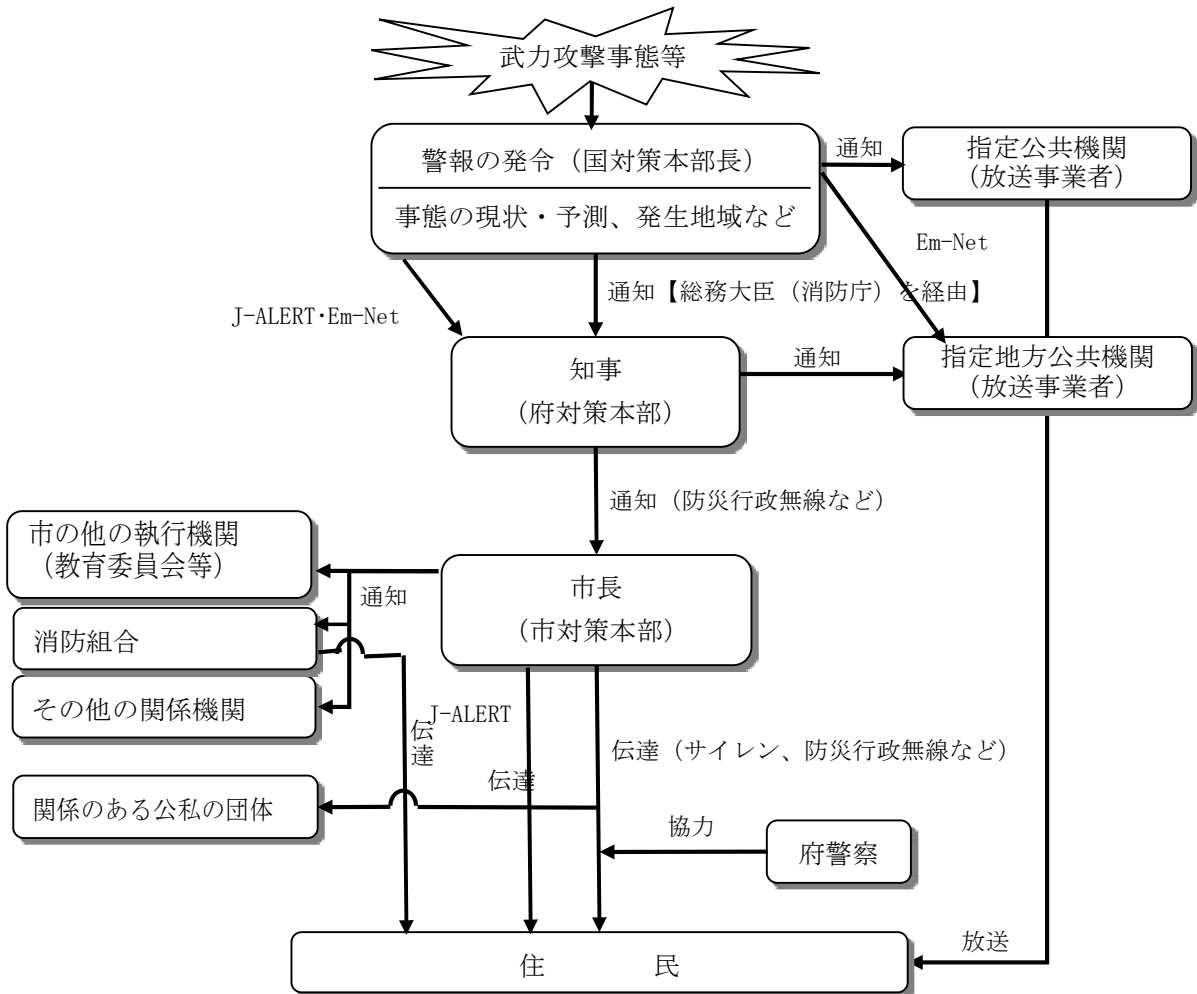 武力攻撃事態等
警報の発令（国対策本部長）
事態の現状・予測、発生地域など
通知
指定公共機関
（放送事業者）
Em-Net
通知【総務大臣（消防庁）を経由】
J-ALERT・Em-Net
知事
（府対策本部）
通知
指定地方公共機関
（放送事業者）
通知（防災行政無線など）
市の他の執行機関
（教育委員会等）
通知
市長
（市対策本部）
消防組合
その他の関係機関
J-ALERT
伝達
伝達（サイレン、防災行政無線など）
伝達
関係のある公私の団体
協力
府警察
放送
住　　　民